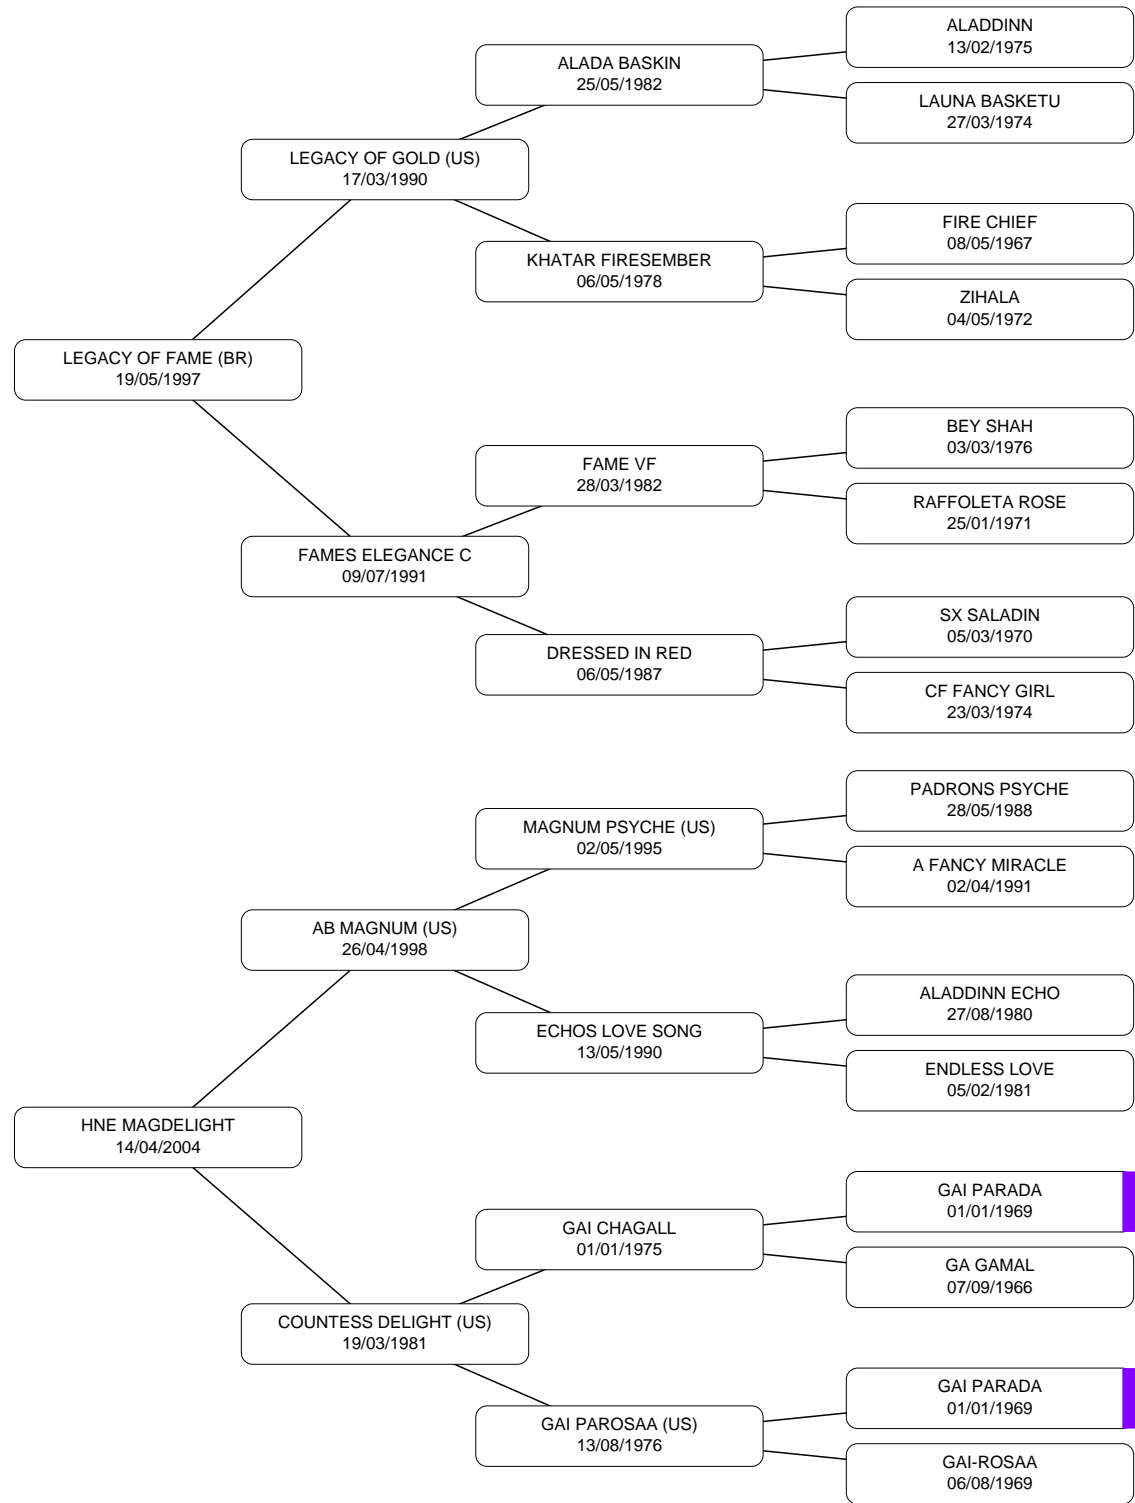 ALADDINN
13/02/1975
ALADA BASKIN
25/05/1982
LAUNA BASKETU
27/03/1974
LEGACY OF GOLD (US)
17/03/1990
FIRE CHIEF
08/05/1967
KHATAR FIRESEMBER
06/05/1978
ZIHALA
04/05/1972
LEGACY OF FAME (BR)
19/05/1997
BEY SHAH
03/03/1976
FAME VF
28/03/1982
RAFFOLETA ROSE
25/01/1971
FAMES ELEGANCE C
09/07/1991
SX SALADIN
05/03/1970
DRESSED IN RED
06/05/1987
CF FANCY GIRL
23/03/1974
PADRONS PSYCHE
28/05/1988
MAGNUM PSYCHE (US)
02/05/1995
A FANCY MIRACLE
02/04/1991
AB MAGNUM (US)
26/04/1998
ALADDINN ECHO
27/08/1980
ECHOS LOVE SONG
13/05/1990
ENDLESS LOVE
05/02/1981
HNE MAGDELIGHT
14/04/2004
GAI PARADA
01/01/1969
GAI CHAGALL
01/01/1975
GA GAMAL
07/09/1966
COUNTESS DELIGHT (US)
19/03/1981
GAI PARADA
01/01/1969
GAI PAROSAA (US)
13/08/1976
GAI-ROSAA
06/08/1969